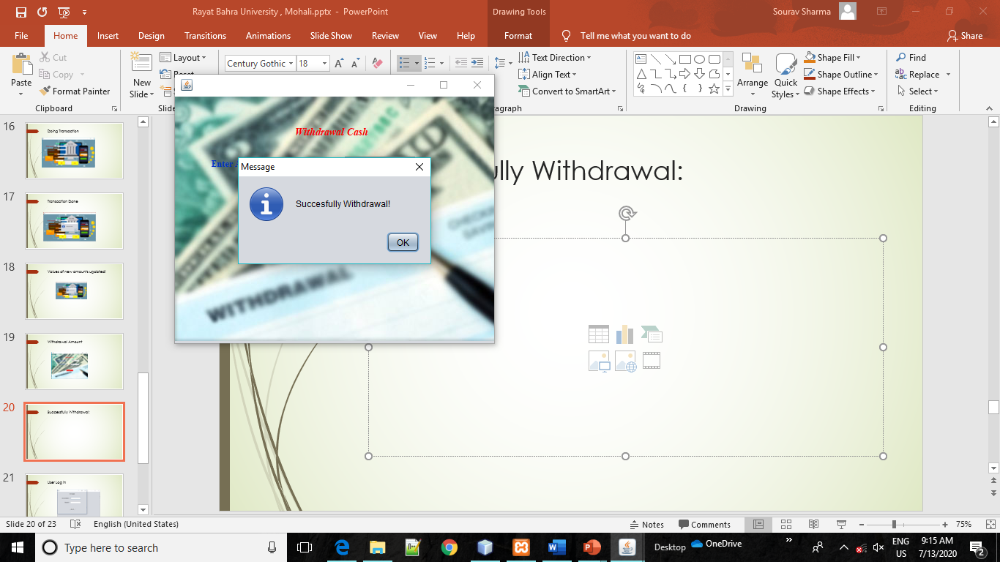 Rayat Bahra University , Mohali.pptx - PowerPoint
Drawing Tools
Sourav Sharma
File Home Insert Design Transitions Animations Slide Show Review View Help Format Tell me what you want to do Share
Paste
Cut
Copy
Format Painter
Clipboard
New
Slide
Layout
Reset
Century Gothic 18
Text Direction
Align Text
Convert to SmartArt
Arrange
Quick
Styles
Shape Fill
Shape Outline
Shape Effects
Drawing
Find
Replace
Select
Editing
16
Doing Transaction
17
Transaction Done
18
Values of new amounts updated!
19
Withdrawal Amount
20
Successfully Withdrawal:
21
User Log in
Withdrawal Cash
Enter
Message
Succesfully Withdrawal!
OK
WITHDRAWAL
Withdrawal:
Slide 20 of 23
English (United States)
Notes
Comments
75%
Type here to search
Desktop
OneDrive
ENG
US
9:15 AM
7/13/2020
2